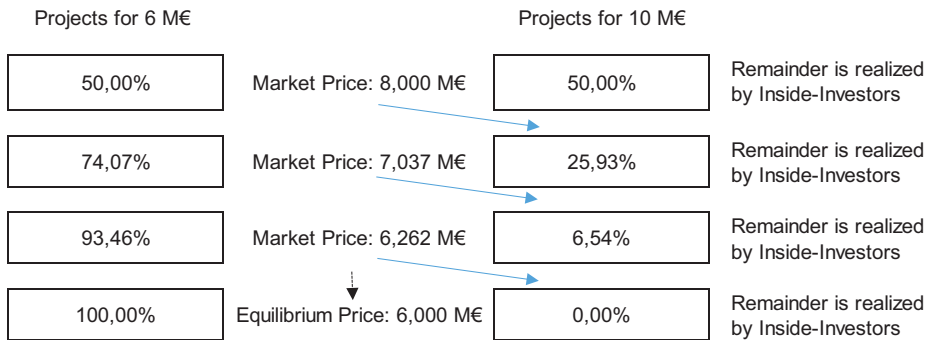 Projects for 6 M€
Projects for 10 M€
50,00%
Market Price: 8,000 M€
50,00%
Remainder is realized
by Inside-Investors
74,07%
Market Price: 7,037 M€
25,93%
Remainder is realized
by Inside-Investors
93,46%
Market Price: 6,262 M€
6,54%
Remainder is realized
by Inside-Investors
100,00%
Equilibrium Price: 6,000 M€
0,00%
Remainder is realized
by Inside-Investors